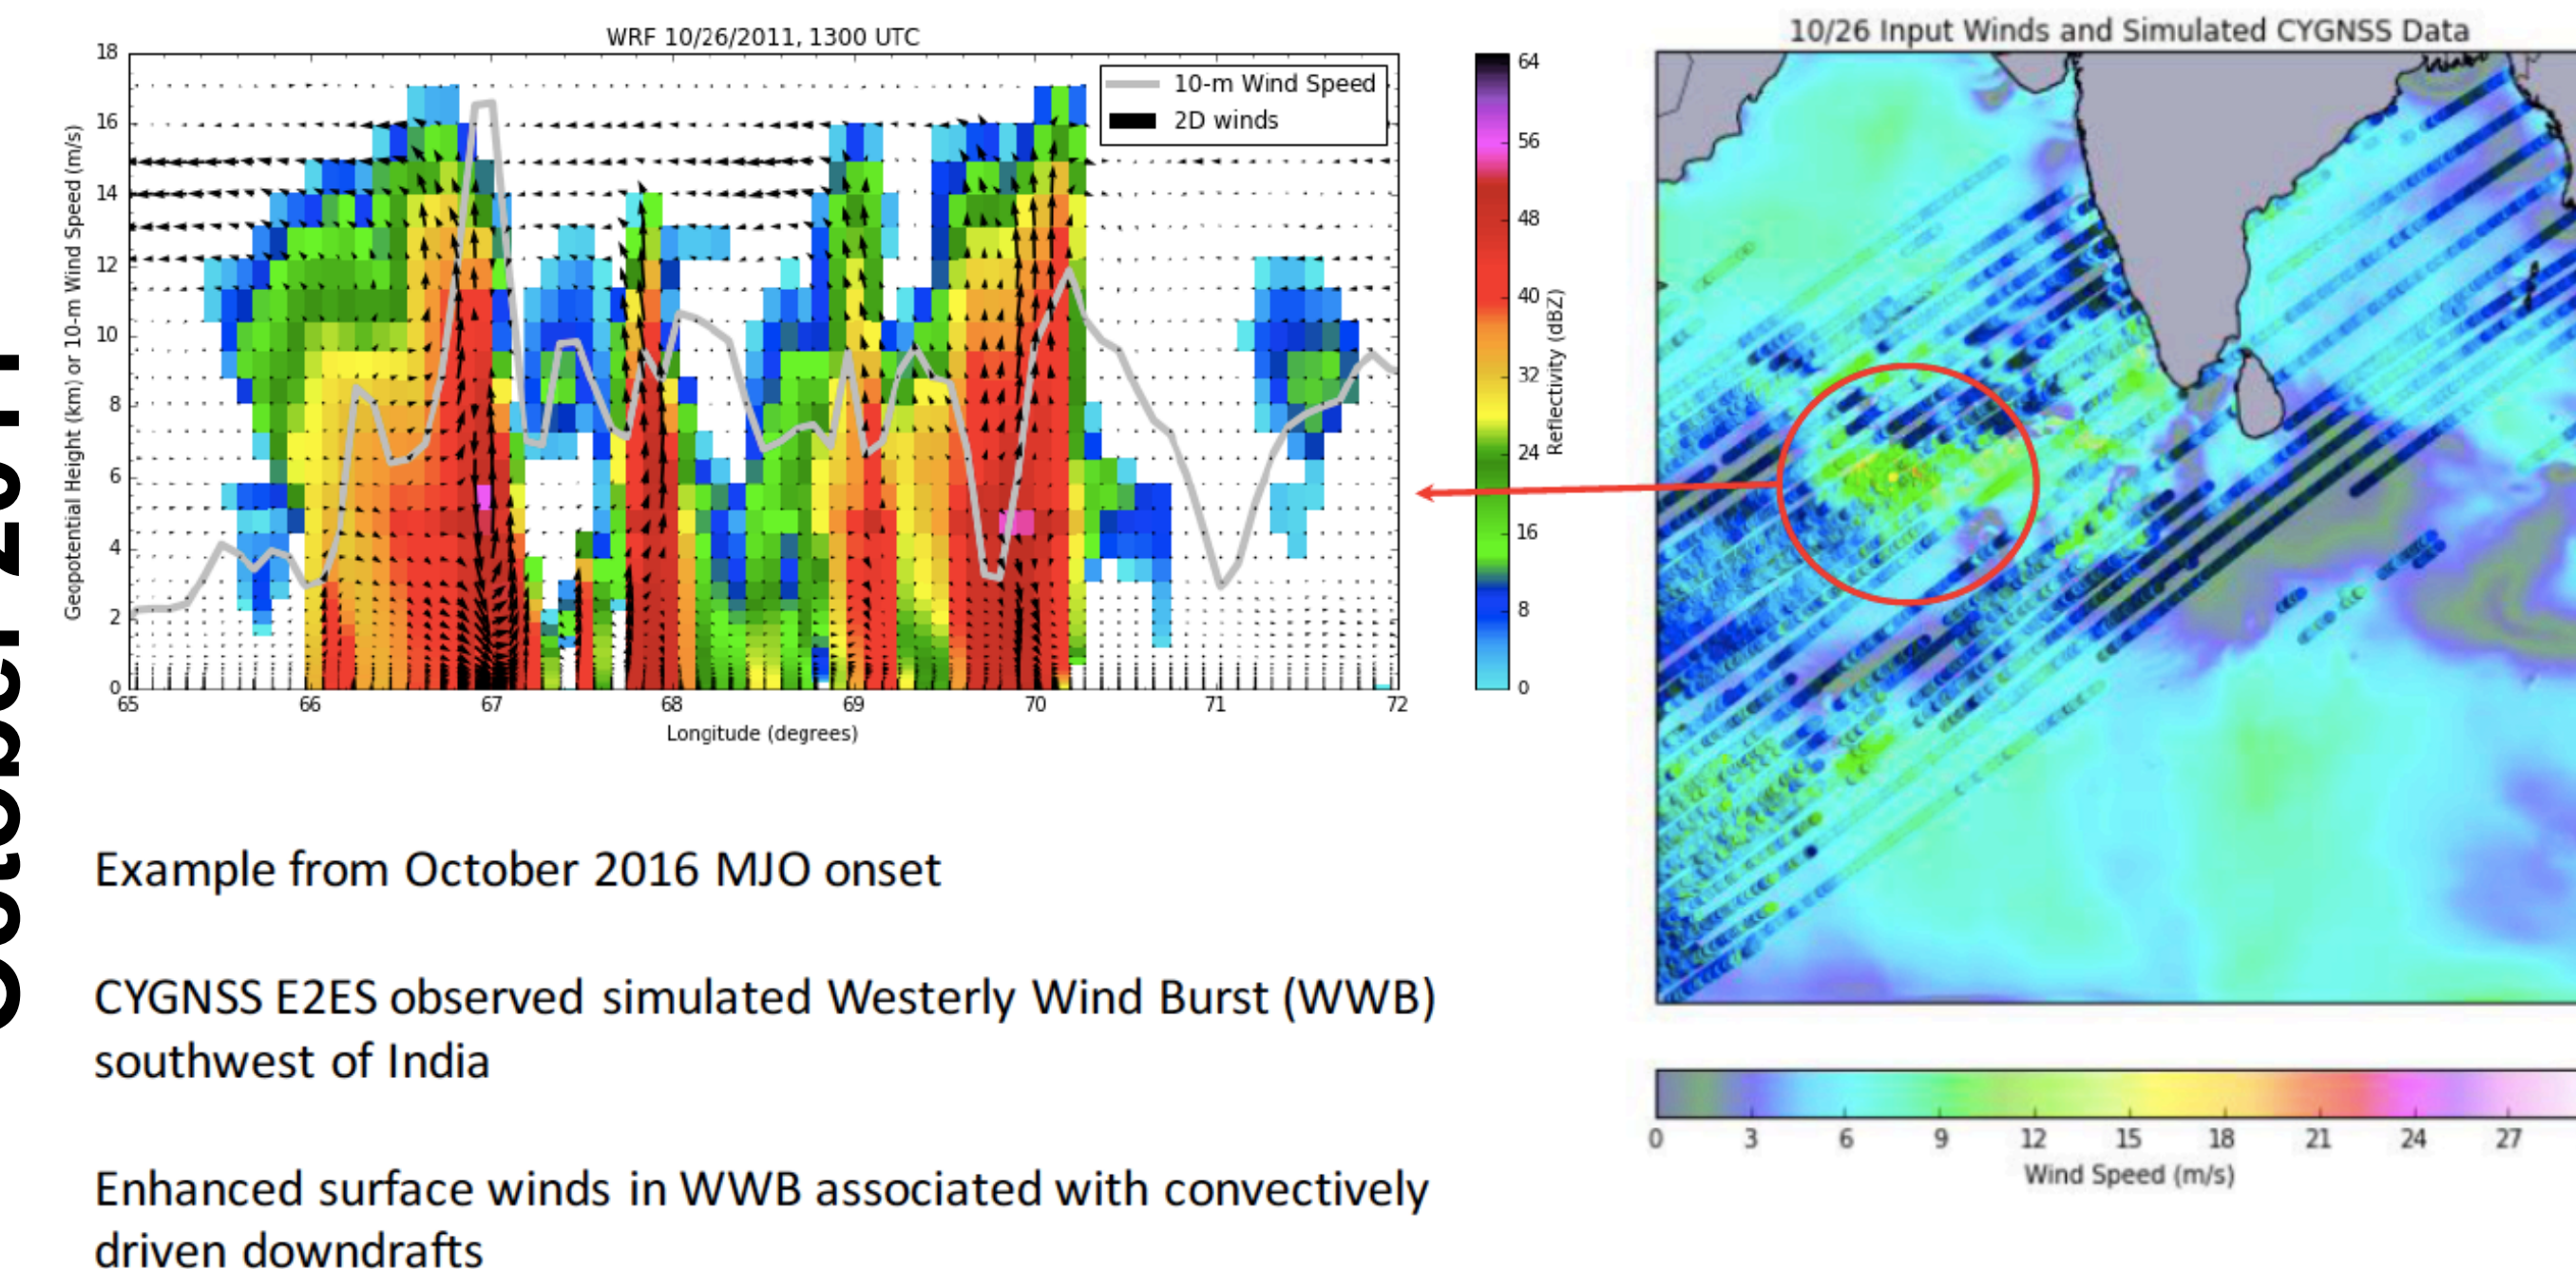 WRF 10/26/2011, 1300 UTC
18
16
14
12
10
8
6
4
2
0
Geopotential Height (km) or 10-m Wind Speed (m/s)
10-m Wind Speed
2D winds
65 66 67 68 69 70 71 72
Longitude (degrees)
64
56
48
40
32
24
16
8
0
Reflectivity (dBZ)
10/26 Input Winds and Simulated CYGNSS Data
0 3 6 9 12 15 18 21 24 27
Wind Speed (m/s)
Example from October 2016 MJO onset
CYGNSS E2ES observed simulated Westerly Wind Burst (WWB)
southwest of India
Enhanced surface winds in WWB associated with convectively
driven downdrafts